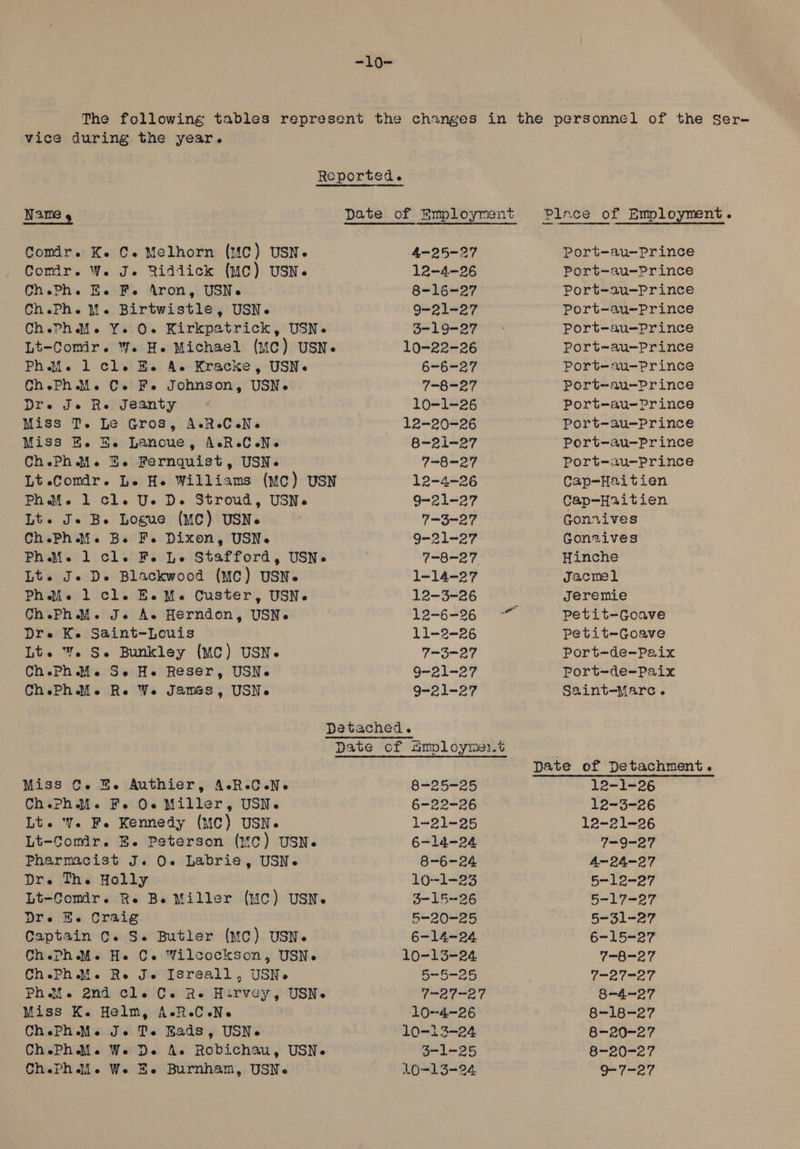 -10-
The following tables represent the changes in the personnel of the Ser-
vice during the year.
Reported.
Name, Date of Employment Place of Employment.
Comdr. K. C. Melhorn (MC) USN. 4-25-27 Port-au-Prince
Comdr. W. J. Riddick (MC) USN. 12-4-26 Port-au-Prince
Ch.Ph. E. F. Aron, USN. 8-16-27 Port-au-Prince
Ch.Ph. M. Birtwistle, USN. 9-21-27 Port-au-Prince
Ch.PhM. Y. O. Kirkpatrick, USN. 3-19-27 Port-au-Prince
Lt-Comdr. W. H. Michael (MC) USN. 10-22-26 Port-au-Prince
PhM. 1 cl. E. A. Kracke, USN. 6-6-27 Port-au-Prince
Ch.PhM. C. F. Johnson, USN. 7-8-27 Port-au-Prince
Dr. J. R. Jeanty 10-1-26 Port-au-Prince
Miss T. Le Gros, A.R.C.N. 12-20-26 Port-au-Prince
Miss E. E. Lanoue, A.R.C.N. 8-21-27 Port-au-Prince
Ch.PhM. E. Fernquist, USN. 7-8-27 Port-au-Prince
Lt.Comdr. L. H. Williams (MC) USN 12-4-26 Cap-Haitien
PhM. 1 cl. U. D. Stroud, USN. 9-21-27 Cap-Haitien
Lt. J. B. Logue (MC) USN. 7-3-27 Gonaives
Ch.PhM. B. F. Dixon, USN. 9-21-27 Gonaives
PhM. 1 cl. F. L. Stafford, USN. 7-8-27 Hinche
Lt. J. D. Blackwood (MC) USN. 1-14-27 Jacmel
PhM. 1 cl. E. M. Custer, USN. 12-3-26 Jeremie
Ch.PhM. J. A. Herndon, USN. 12-6-26 Petit-Goave
Dr. K. Saint-Louis 11-2-26 Petit-Goave
Lt. W. S. Bunkley (MC) USN. 7-3-27 Port-de-Paix
Ch.PhM. S. H. Reser, USN. 9-21-27 Port-de-Paix
Ch.PhM. R. W. James, USN. 9-21-27 Saint-Marc.
Detached.
Date of Employment
Date of Detachment.
Miss C. E. Authier, A.R.C.N. 8-25-25 12-1-26
Ch.PhM. F. O. Miller, USN. 6-22-26 12-3-26
Lt. W. F. Kennedy (MC) USN. 1-21-25 12-21-26
Lt-Comdr. E. Peterson (MC) USN. 6-14-24 7-9-27
Pharmacist J. O. Labrie, USN. 8-6-24 4-24-27
Dr. Th. Holly 10-1-23 5-12-27
Lt-Comdr. R. B. Miller (MC) USN. 3-15-26 5-17-27
Dr. E. Craig 5-20-25 5-31-27
Captain C. S. Butler (MC) USN. 6-14-24 6-15-27
Ch.PhM. H. C. Wilcockson, USN. 10-13-24 7-8-27
Ch.PhM. R. J. Isreall, USN. 5-5-25 7-27-27
PhM. 2nd cl. C. R. Harvey, USN. 7-27-27 8-4-27
Miss K. Helm, A.R.C.N. 10-4-26 8-18-27
Ch.PhM. J. T. Eads, USN. 10-13-24 8-20-27
Ch.PhM. W. D. A. Robichau, USN. 3-1-25 8-20-27
Ch.PhM. W. E. Burnham, USN. 10-13-24 9-7-27